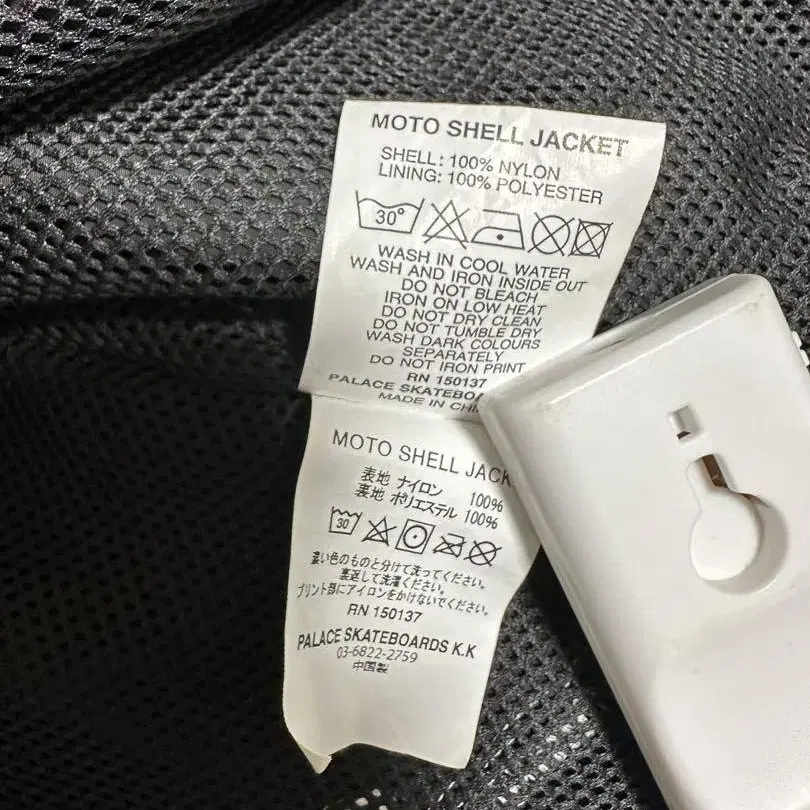 MOTO SHELL JACKET
SHELL: 100% NYLON
LINING: 100% POLYESTER
30°
WASH IN COOL WATER
WASH AND IRON INSIDE OUT
DO NOT BLEACH
IRON ON LOW HEAT
DO NOT DRY CLEAN
DO NOT TUMBLE DRY
WASH DARK COLOURS
SEPARATELY
DO NOT IRON PRINT
RN 150137
PALACE SKATEBOA
MADE IN CHI
MOTO SHELL JACK
表地 ナイロン 100%
裏地 ポリエステル 100%
30
濃い色のものと分けて洗ってください。
裏返して洗濯ください。
プリント部にアイロンをかけないでください。
RN 150137
PALACE SKATEBOARDS K.K
03-6822-2759
中国製